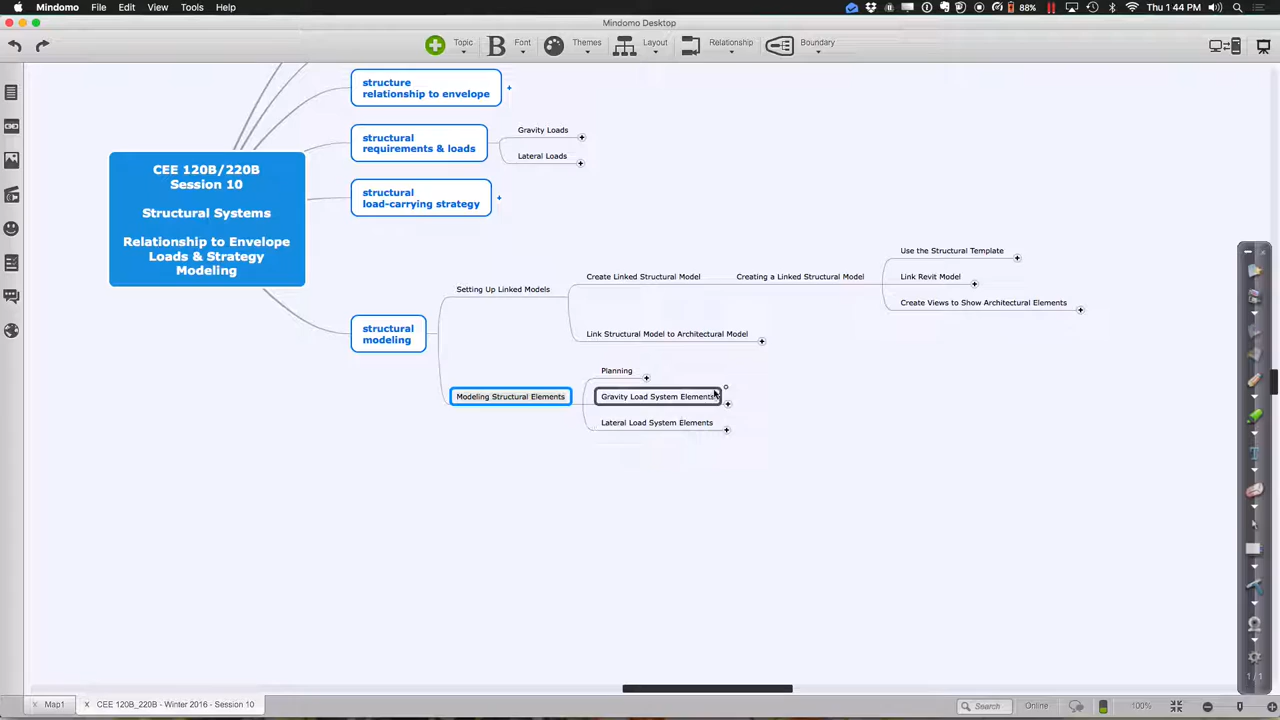 Mindomo File Edit View Tools Help
88% Thu 1:44 PM
Mindomo Desktop
Topic
B Font
Themes
Layout
Relationship
Boundary
structure
relationship to envelope
structural
requirements & loads
Gravity Loads
Lateral Loads
CEE 120B/220B
Session 10
Structural Systems
Relationship to Envelope
Loads & Strategy
Modeling
structural
load-carrying strategy
structural
modeling
Setting Up Linked Models
Create Linked Structural Model
Creating a Linked Structural Model
Use the Structural Template
Link Revit Model
Create Views to Show Architectural Elements
Link Structural Model to Architectural Model
Modeling Structural Elements
Planning
Gravity Load System Elements
Lateral Load System Elements
1 / 1
Map1
CEE 120B_220B - Winter 2016 - Session 10
Search
Online
100%